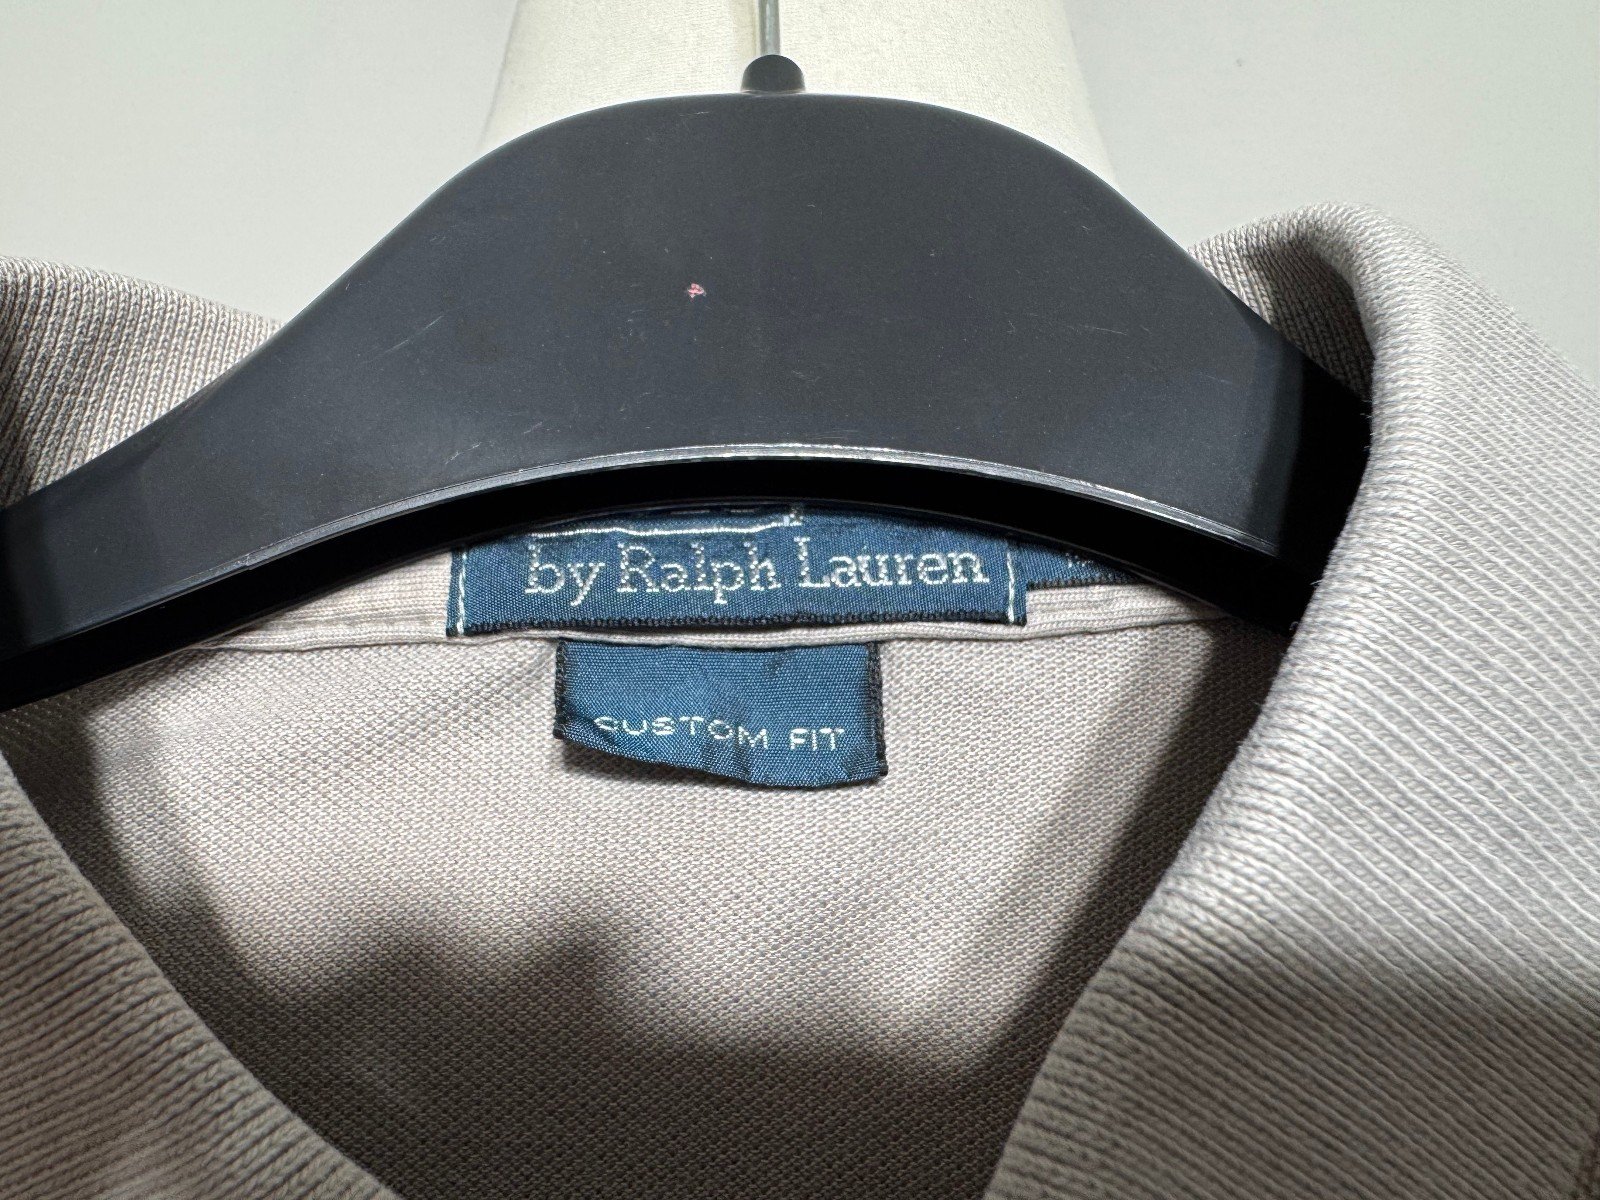 by Ralph Lauren
CUSTOM FIT